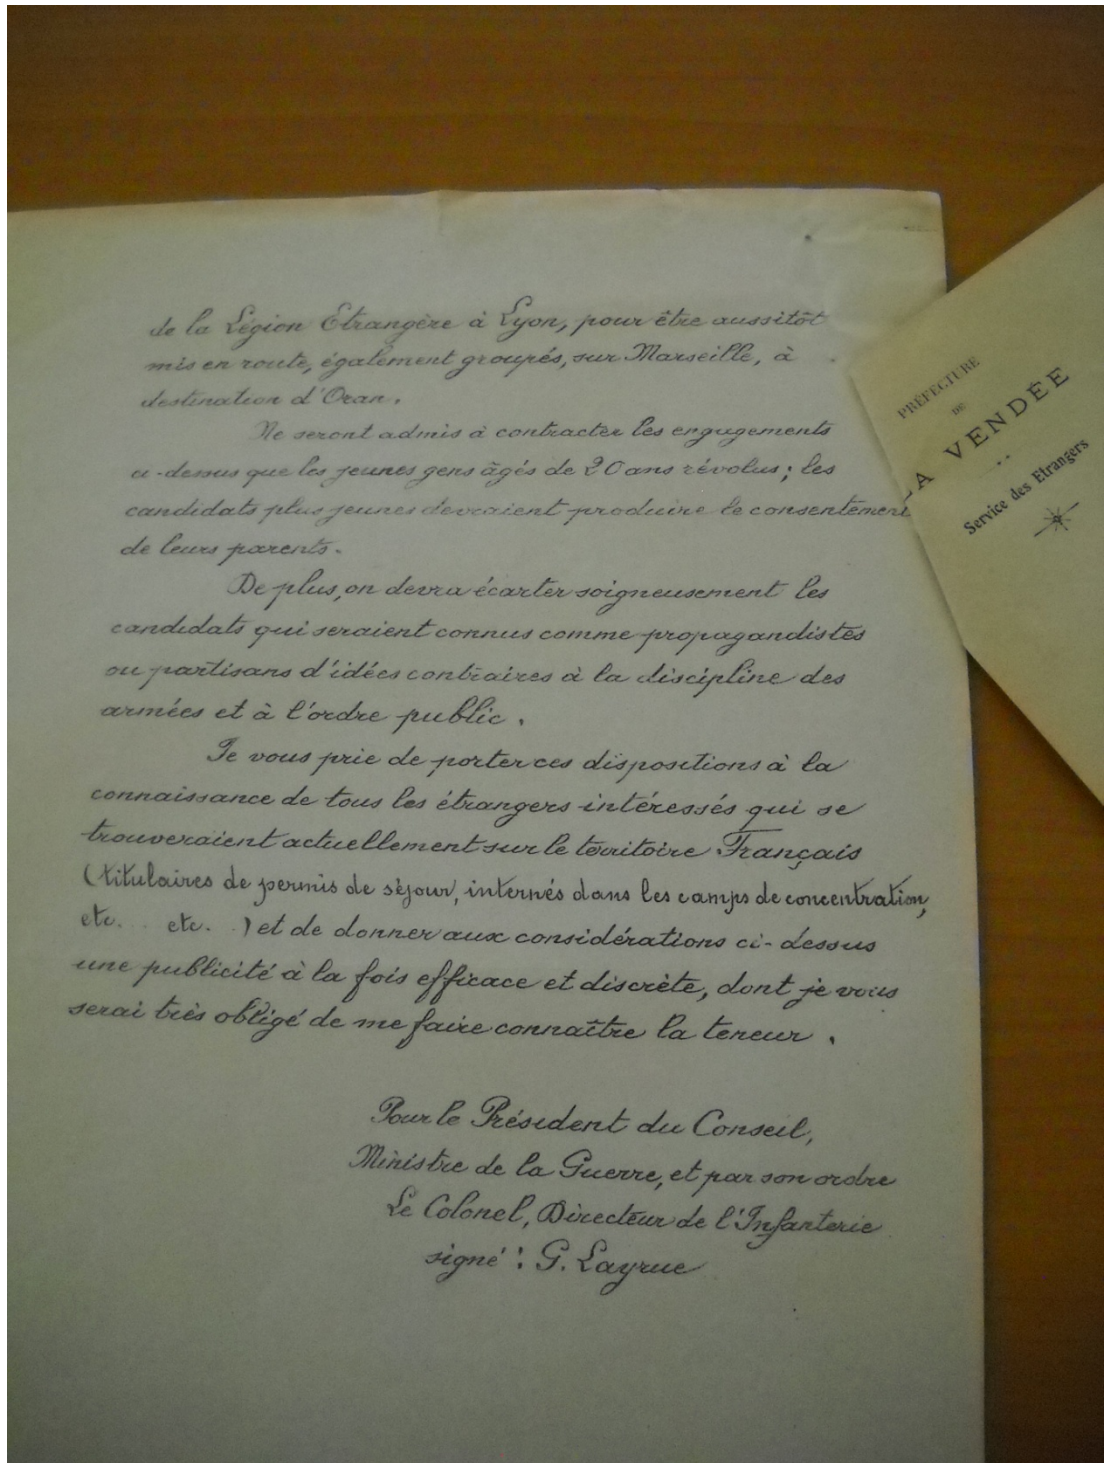 de la Légion Etrangère à Lyon, pour être aussitôt
mis en route, également groupés, sur Marseille, à
destination d'Oran.
Ne seront admis à contracter les engagements
ci-dessus que les jeunes gens âgés de 20 ans révolus ; les
candidats plus jeunes devraient produire le consentement
de leurs parents.
De plus, on devra écarter soigneusement les
candidats qui seraient connus comme propagandistes
ou partisans d'idées contraires à la discipline des
armées et à l'ordre public.
Je vous prie de porter ces dispositions à la
connaissance de tous les étrangers intéressés qui se
trouveraient actuellement sur le territoire Français
(titulaires de permis de séjour, internés dans les camps de concentration,
etc. . etc. . ) et de donner aux considérations ci-dessus
une publicité à la fois efficace et discrète, dont je vous
serai très obligé de me faire connaître la teneur.
Pour le Président du Conseil,
Ministre de la Guerre, et par son ordre
Le Colonel, Directeur de l'Infanterie
signé : G. Layrue
PRÉFECTURE
DE
LA VENDÉE
Service des Etrangers